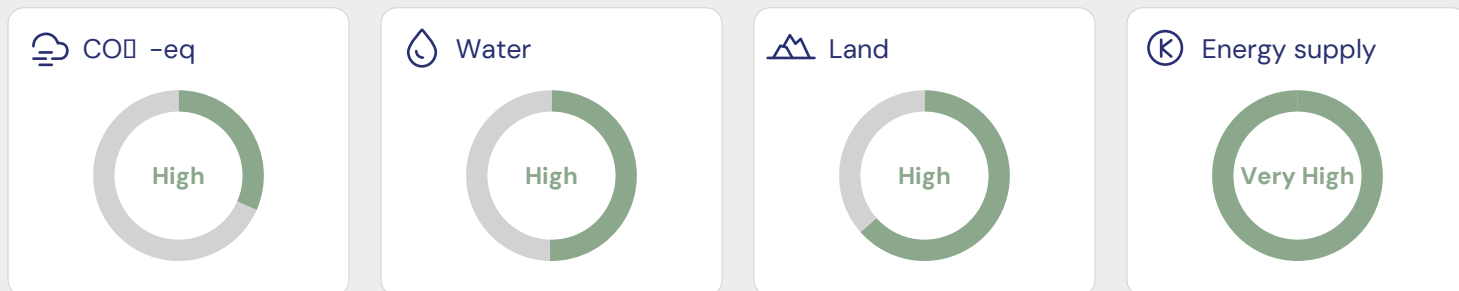 CO▯ -eq
Water
Land
Energy supply
High
High
High
Very High